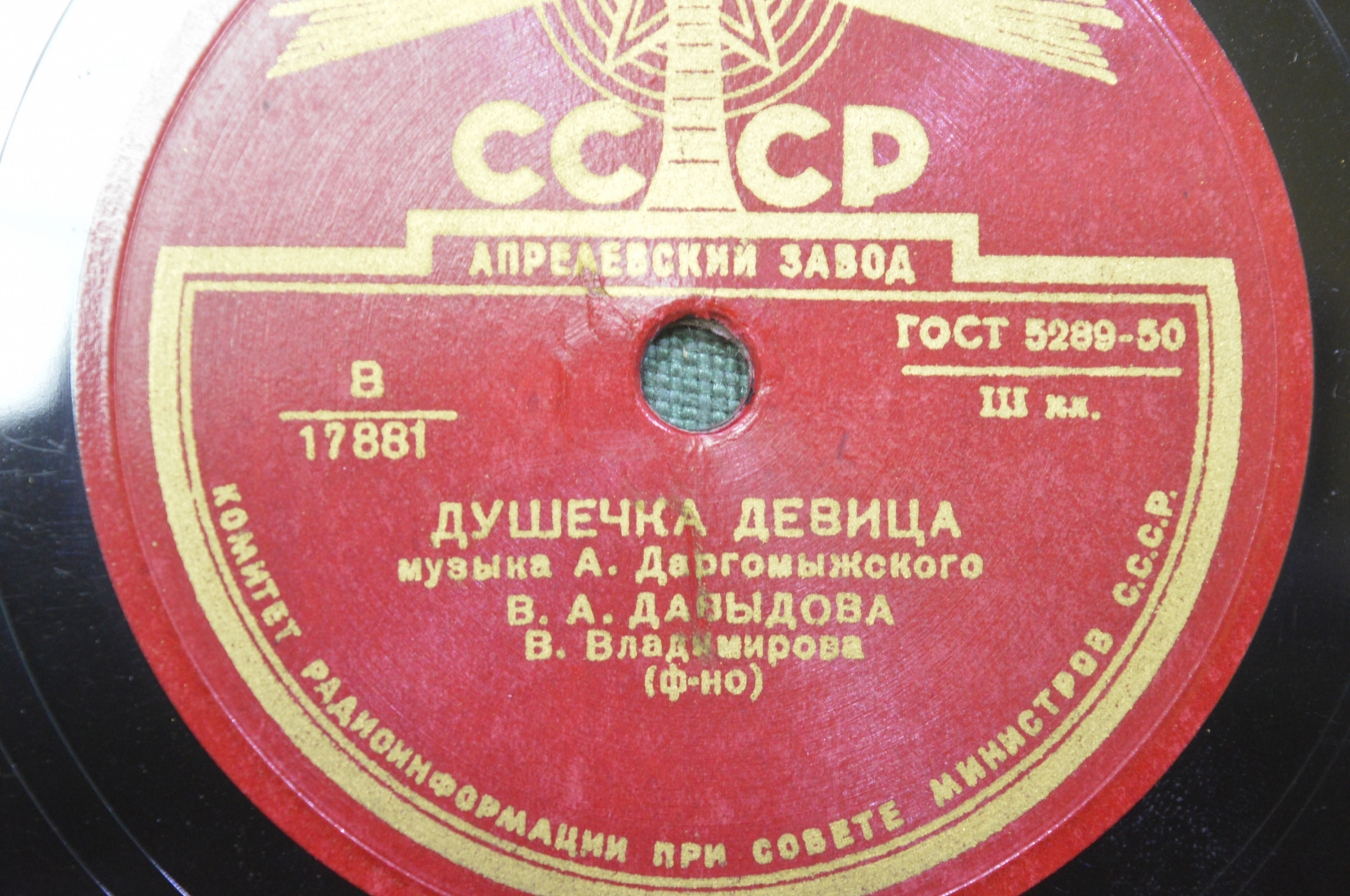 СССР
АПРЕЛЕВСКИЙ ЗАВОД
ГОСТ 5289-50
III кл.
В
17881
ДУШЕЧКА ДЕВИЦА
музыка А. Даргомыжского
В. А. ДАВЫДОВА
В. Владимирова
(ф-но)
КОМИТЕТ РАДИОИНФОРМАЦИИ ПРИ СОВЕТЕ МИНИСТРОВ С.С.С.Р.